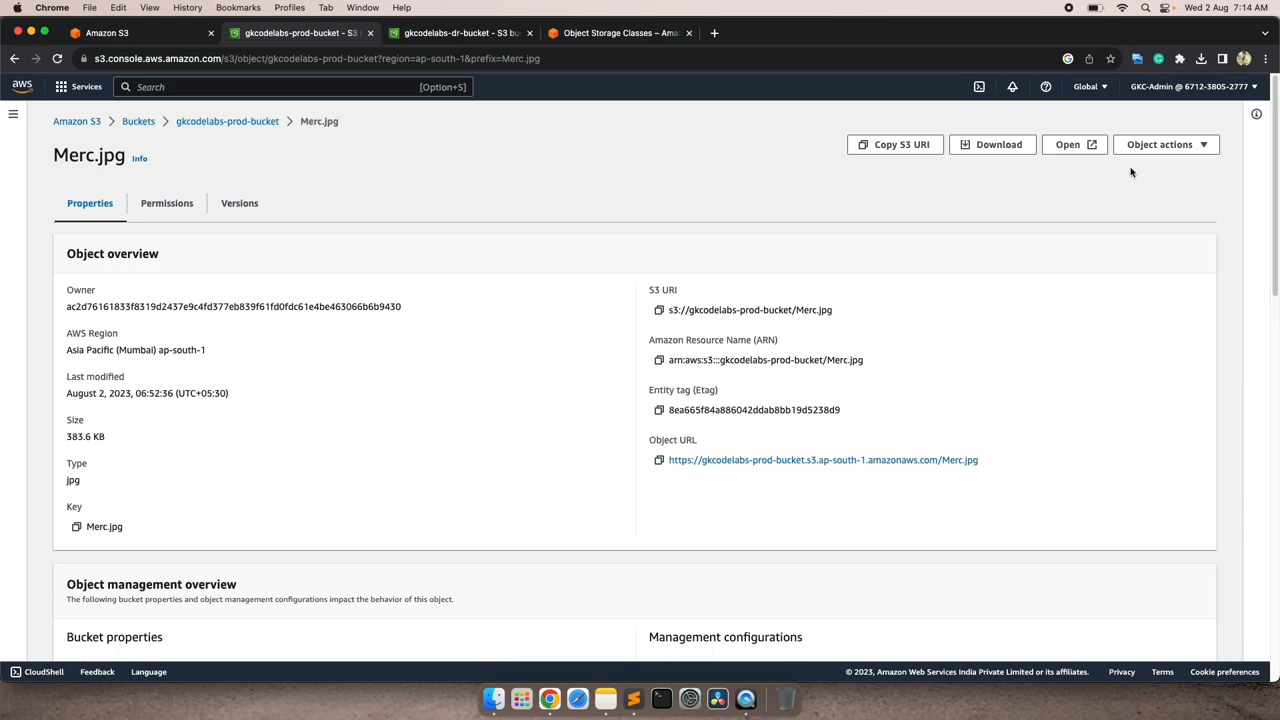 Chrome File Edit View History Bookmarks Profiles Tab Window Help Wed 2 Aug 7:14 AM
Amazon S3 gkcodelabs-prod-bucket - S3 gkcodelabs-dr-bucket - S3 bu Object Storage Classes – Ama
s3.console.aws.amazon.com/s3/object/gkcodelabs-prod-bucket?region=ap-south-1&prefix=Merc.jpg
aws Services Search [Option+S] Global GKC-Admin @ 6712-3805-2777
Amazon S3 > Buckets > gkcodelabs-prod-bucket > Merc.jpg
Merc.jpg Info Copy S3 URI Download Open Object actions
Properties Permissions Versions
Object overview
Owner
ac2d76161833f8319d2437e9c4fd377eb839f61fd0fdc61e4be463066b6b9430
AWS Region
Asia Pacific (Mumbai) ap-south-1
Last modified
August 2, 2023, 06:52:36 (UTC+05:30)
Size
383.6 KB
Type
jpg
Key
Merc.jpg
S3 URI
s3://gkcodelabs-prod-bucket/Merc.jpg
Amazon Resource Name (ARN)
arn:aws:s3:::gkcodelabs-prod-bucket/Merc.jpg
Entity tag (Etag)
8ea665f84a886042ddab8bb19d5238d9
Object URL
https://gkcodelabs-prod-bucket.s3.ap-south-1.amazonaws.com/Merc.jpg
Object management overview
The following bucket properties and object management configurations impact the behavior of this object.
Bucket properties
Management configurations
CloudShell Feedback Language © 2023, Amazon Web Services India Private Limited or its affiliates. Privacy Terms Cookie preferences